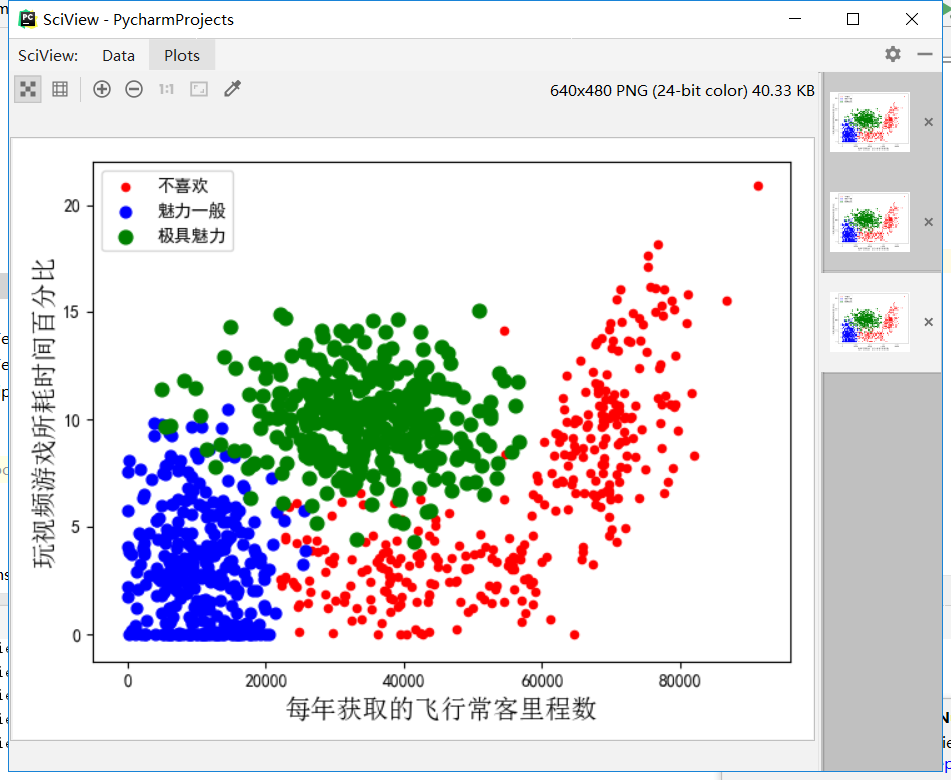 SciView - PycharmProjects
SciView: Data Plots
1:1 640x480 PNG (24-bit color) 40.33 KB
不喜欢
魅力一般
极具魅力
玩视频游戏所耗时间百分比
20
15
10
5
0
0 20000 40000 60000 80000
每年获取的飞行常客里程数